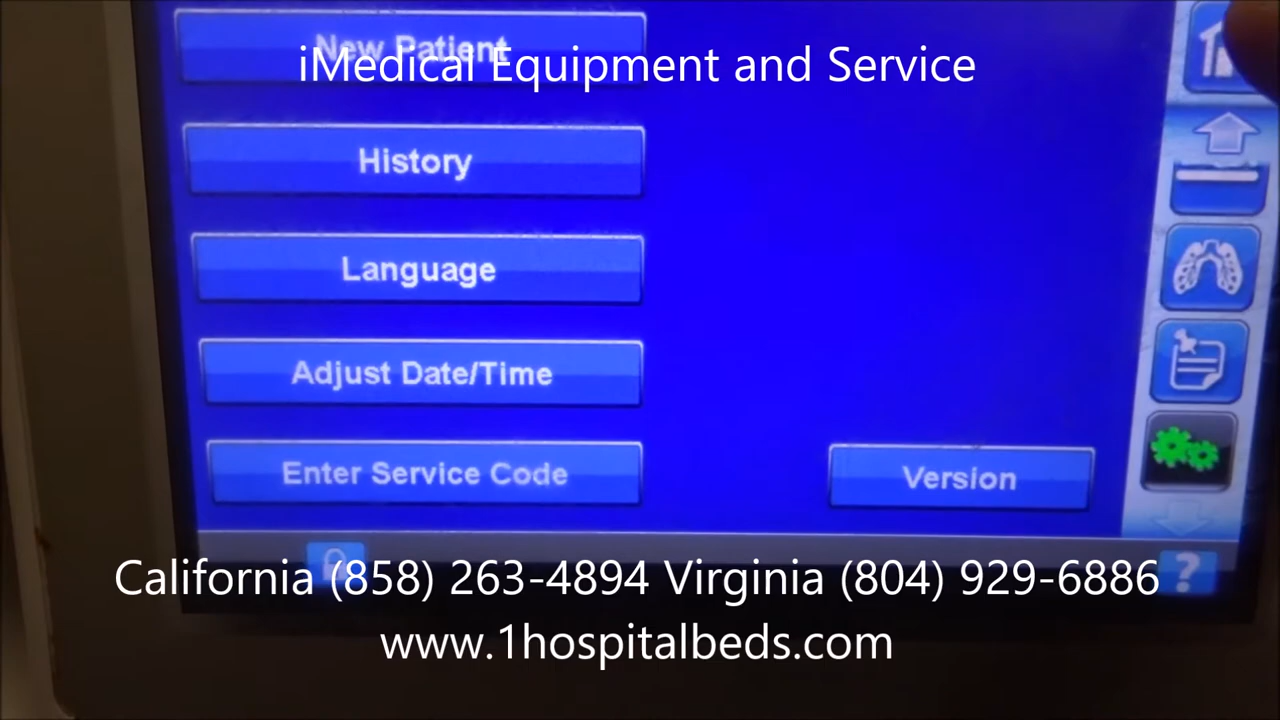 New Patient
iMedical Equipment and Service
History
Language
Adjust Date/Time
Enter Service Code
Version
California (858) 263-4894 Virginia (804) 929-6886
?
www.1hospitalbeds.com